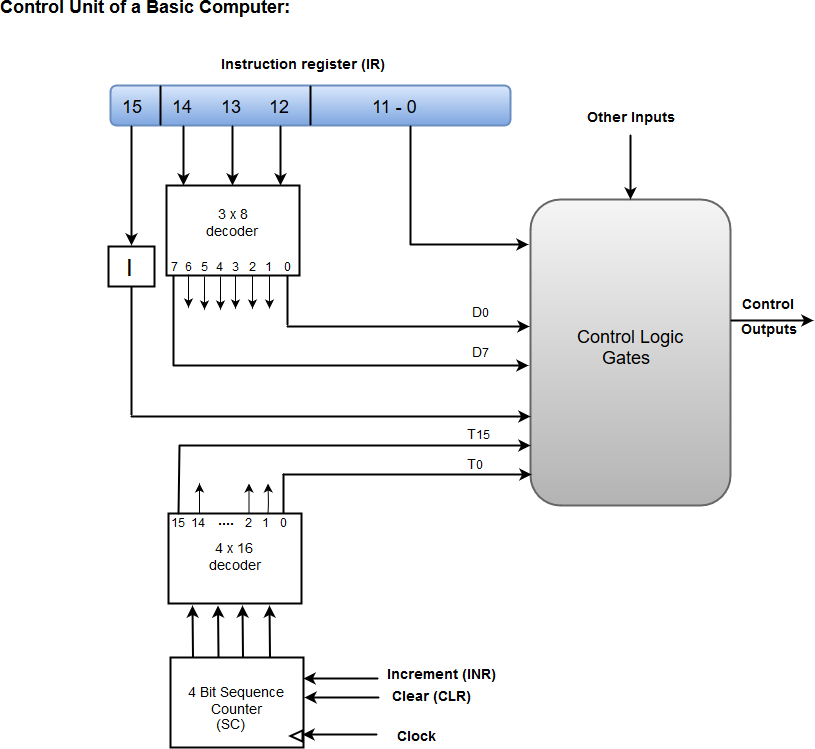 Control Unit of a Basic Computer:
Instruction register (IR)
15 14 13 12 11 - 0
Other Inputs
3 x 8
decoder
I
7 6 5 4 3 2 1 0
D0
Control
Outputs
Control Logic
Gates
D7
T15
T0
15 14 .... 2 1 0
4 x 16
decoder
Increment (INR)
4 Bit Sequence
Counter
(SC)
Clear (CLR)
Clock